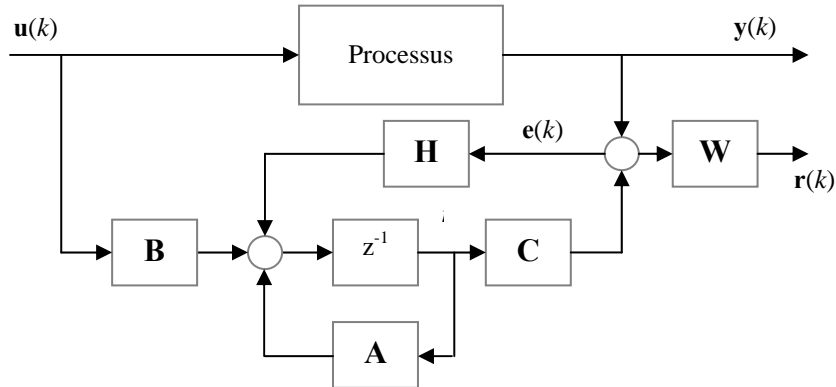 u(k)
Processus
y(k)
H
e(k)
W
r(k)
B
z⁻¹
C
A